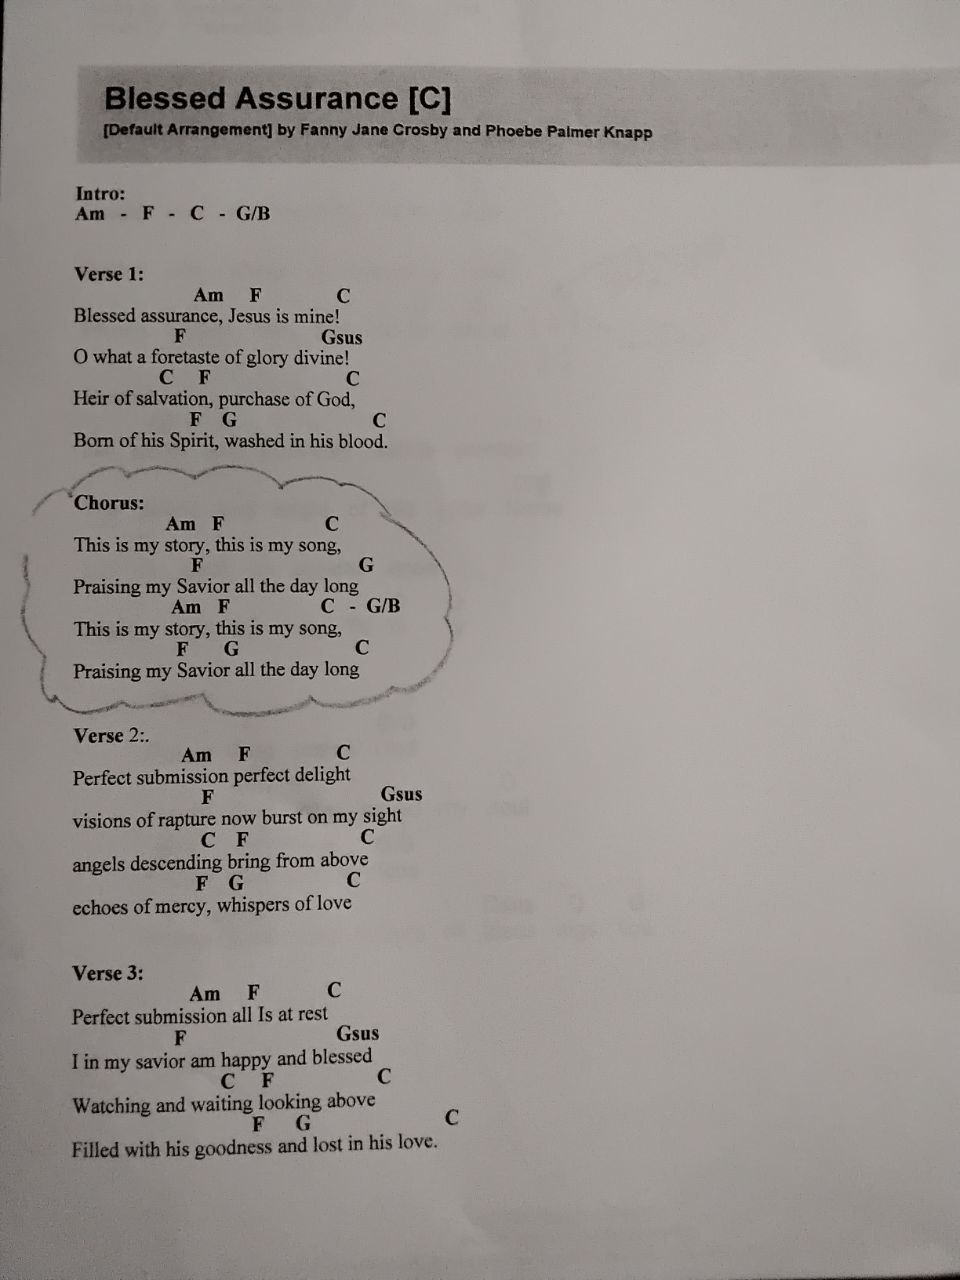 Blessed Assurance [C]
[Default Arrangement] by Fanny Jane Crosby and Phoebe Palmer Knapp
Intro:
Am - F - C - G/B
Verse 1:
Am F C
Blessed assurance, Jesus is mine!
F Gsus
O what a foretaste of glory divine!
C F C
Heir of salvation, purchase of God,
F G C
Born of his Spirit, washed in his blood.
Chorus:
Am F C
This is my story, this is my song,
F G
Praising my Savior all the day long
Am F C - G/B
This is my story, this is my song,
F G C
Praising my Savior all the day long
Verse 2:.
Am F C
Perfect submission perfect delight
F Gsus
visions of rapture now burst on my sight
C F C
angels descending bring from above
F G C
echoes of mercy, whispers of love
Verse 3:
Am F C
Perfect submission all Is at rest
F Gsus
I in my savior am happy and blessed
C F C
Watching and waiting looking above
F G C
Filled with his goodness and lost in his love.